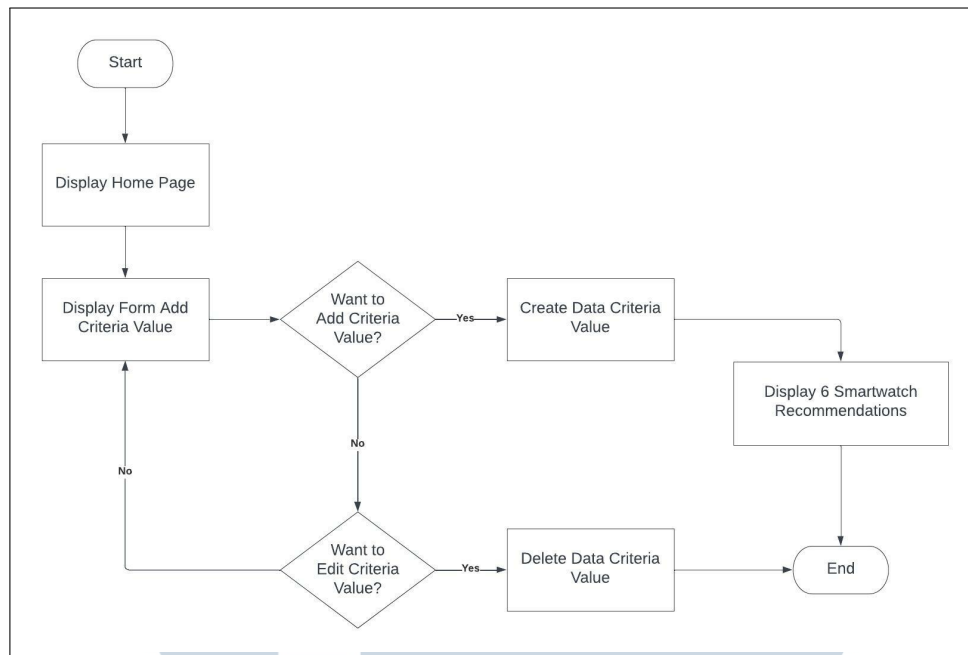 Start
Display Home Page
Display Form Add
Criteria Value
Want to
Add Criteria
Value?
Yes
Create Data Criteria
Value
Display 6 Smartwatch
Recommendations
No
No
Want to
Edit Criteria
Value?
Yes
Delete Data Criteria
Value
End